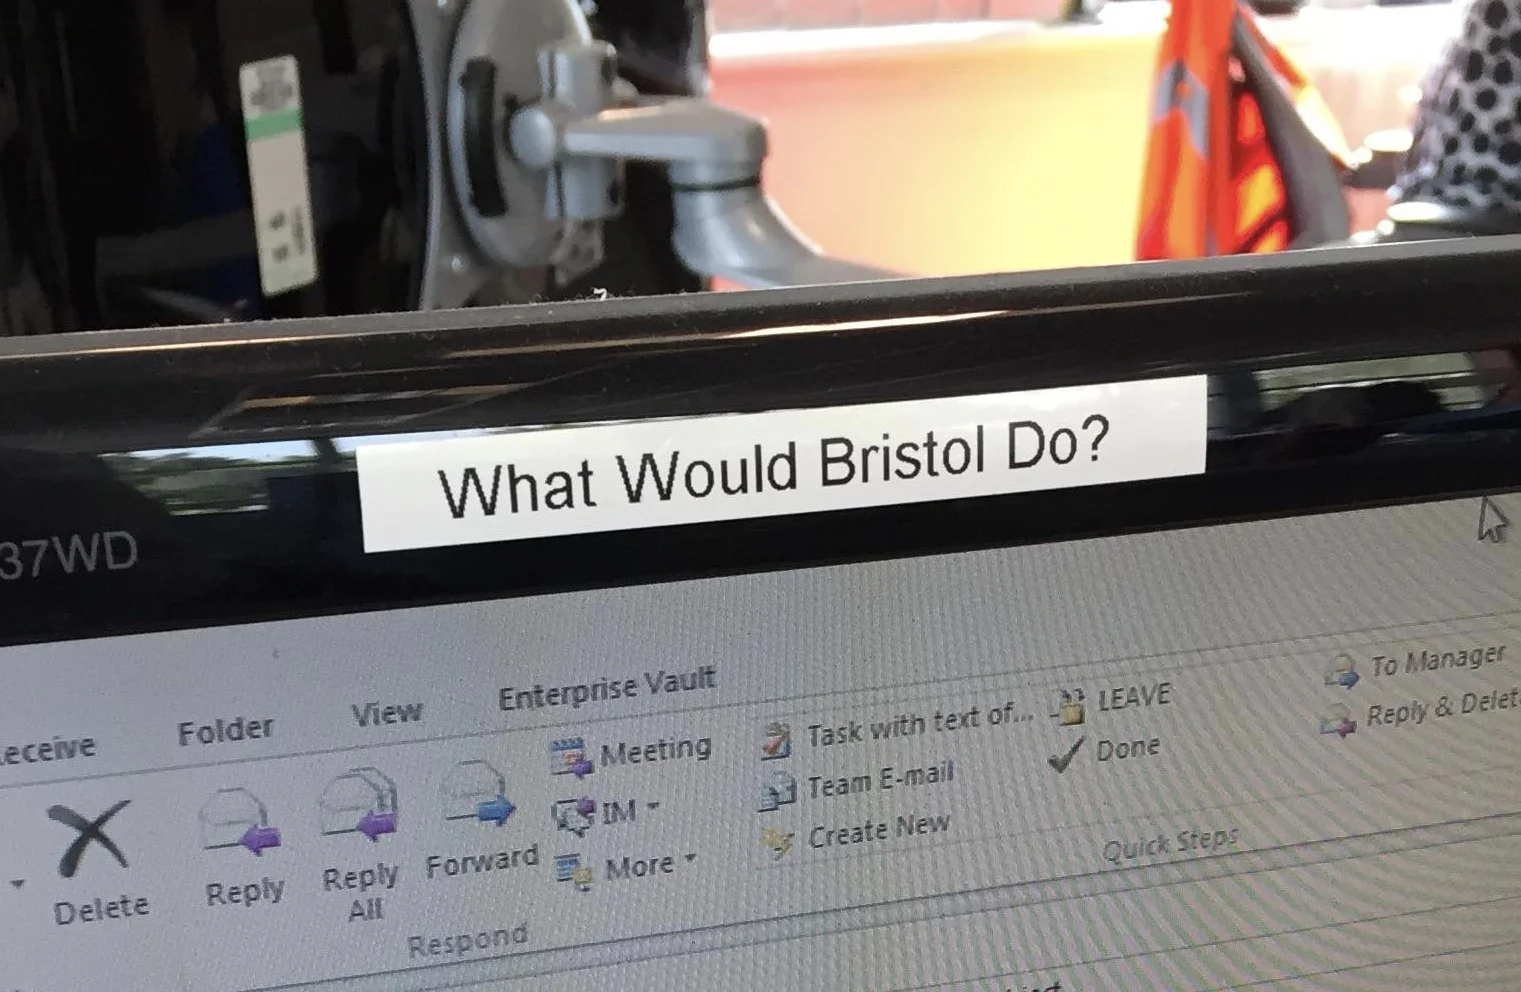 What Would Bristol Do?
37WD
eceive Folder View Enterprise Vault
Delete
Reply
Reply All
Forward
Meeting
IM
More
Respond
Task with text of...
Team E-mail
Create New
LEAVE
Done
Quick Steps
To Manager
Reply & Delet